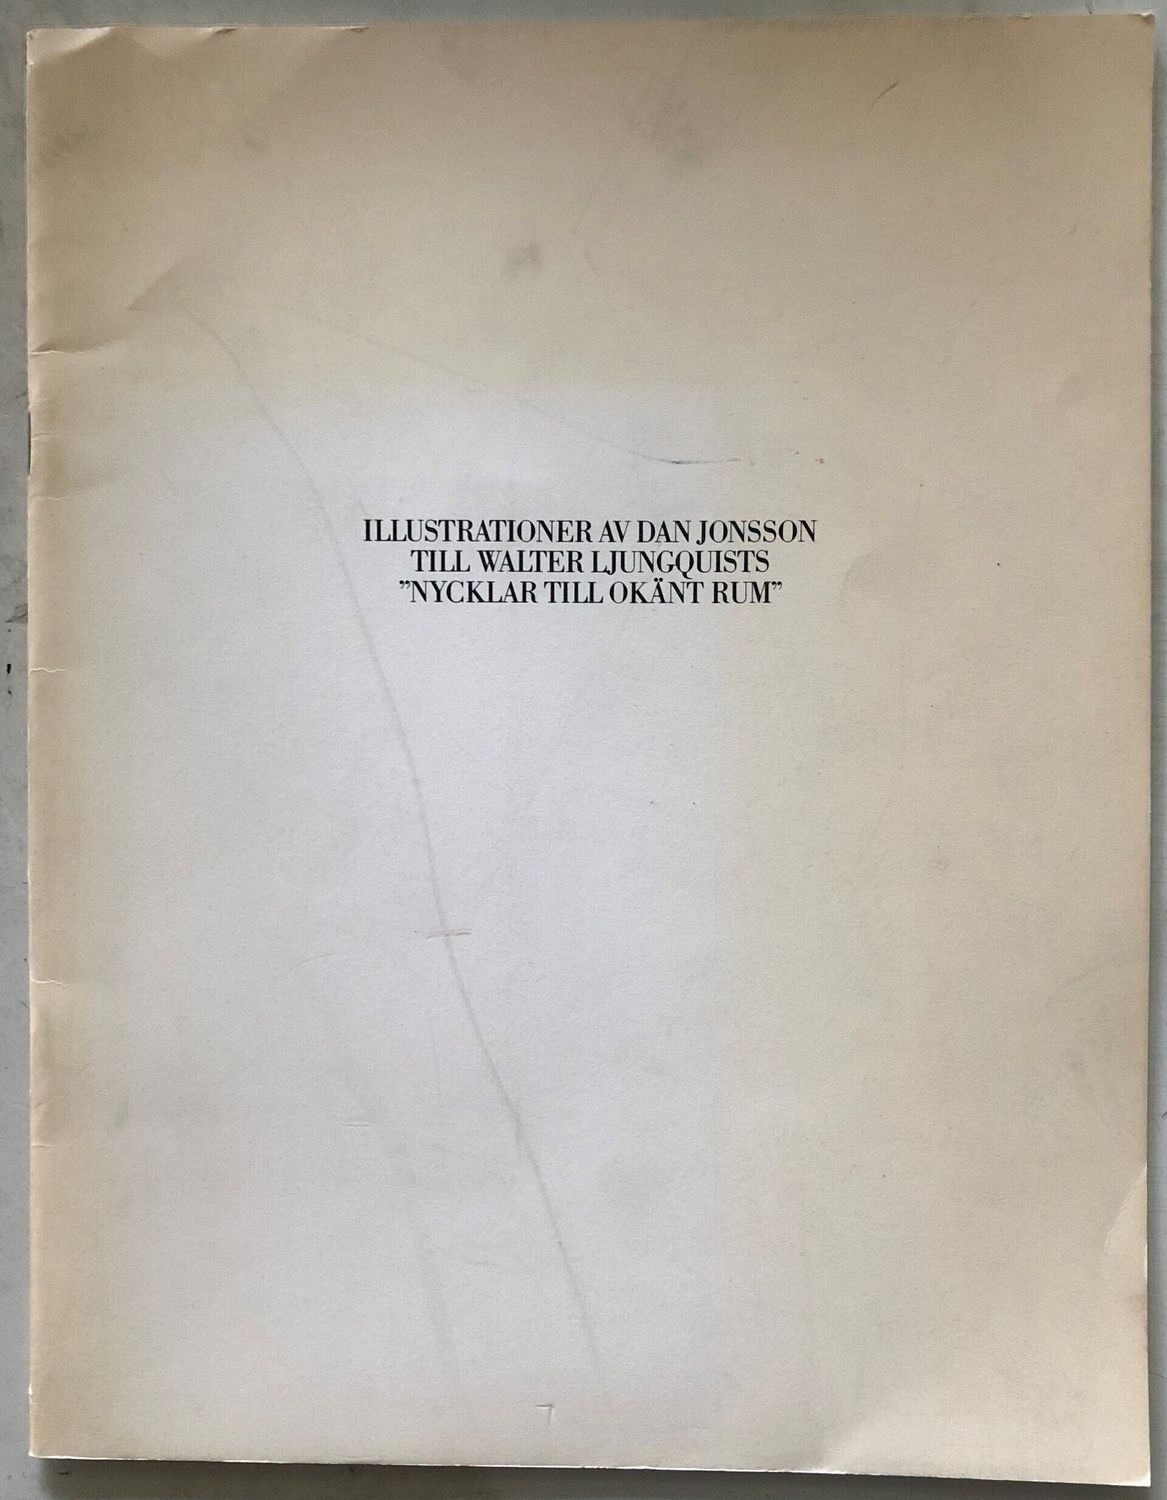 ILLUSTRATIONER AV DAN JONSSON
TILL WALTER LJUNGQUISTS
”NYCKLAR TILL OKÄNT RUM”